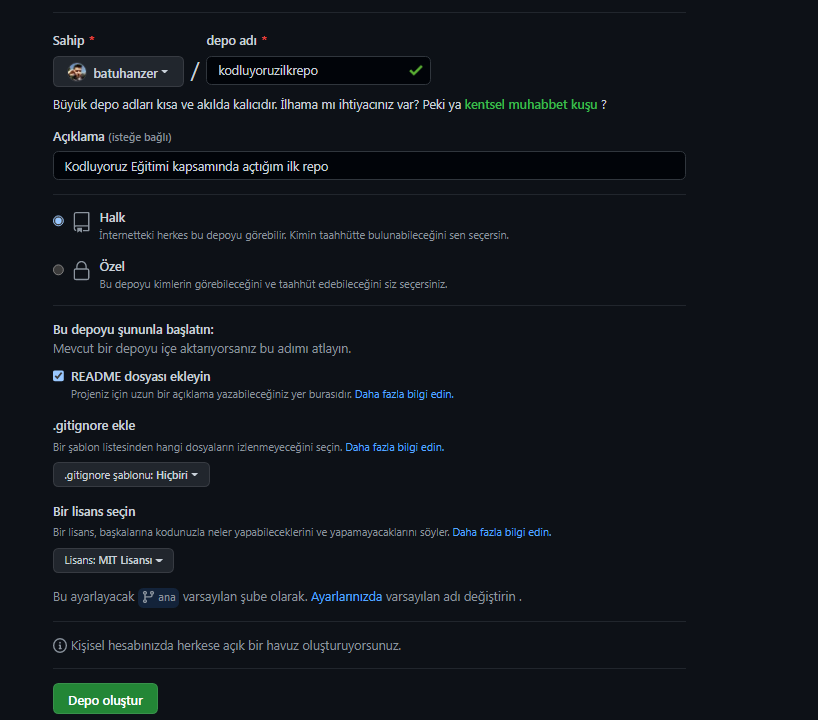 Sahip * depo adı *
batuhanzer / kodluyoruzilkrepo
Büyük depo adları kısa ve akılda kalıcıdır. İlhama mı ihtiyacınız var? Peki ya kentsel muhabbet kuşu ?
Açıklama (isteğe bağlı)
Kodluyoruz Eğitimi kapsamında açtığım ilk repo
Halk
İnternetteki herkes bu depoyu görebilir. Kimin taahhütte bulunabileceğini sen seçersin.
Özel
Bu depoyu kimlerin görebileceğini ve taahhüt edebileceğini siz seçersiniz.
Bu depoyu şununla başlatın:
Mevcut bir depoyu içe aktarıyorsanız bu adımı atlayın.
README dosyası ekleyin
Projeniz için uzun bir açıklama yazabileceğiniz yer burasıdır. Daha fazla bilgi edin.
.gitignore ekle
Bir şablon listesinden hangi dosyaların izlenmeyeceğini seçin. Daha fazla bilgi edin.
.gitignore şablonu: Hiçbiri
Bir lisans seçin
Bir lisans, başkalarına kodunuzla neler yapabileceklerini ve yapamayacaklarını söyler. Daha fazla bilgi edin.
Lisans: MIT Lisansı
Bu ayarlayacak ana varsayılan şube olarak. Ayarlarınızda varsayılan adı değiştirin .
Kişisel hesabınızda herkese açık bir havuz oluşturuyorsunuz.
Depo oluştur